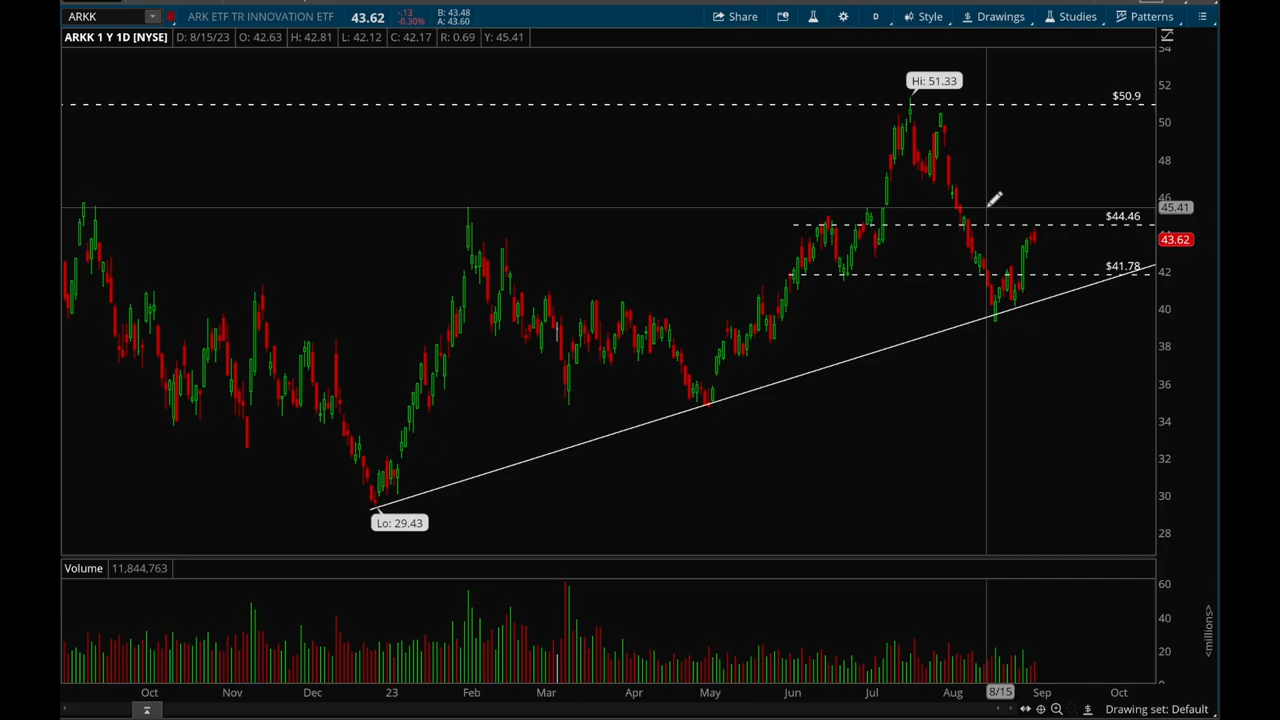 ARKK ARK ETF TR INNOVATION ETF 43.62 -.13 B: 43.48 Share D Style Drawings Studies Patterns
-0.30% A: 43.60
ARKK 1 Y 1D [NYSE] D: 8/15/23 O: 42.63 H: 42.81 L: 42.12 C: 42.17 R: 0.69 Y: 45.41
54
Hi: 51.33
52
$50.9
50
48
46
45.41
$44.46
44
43.62
$41.78
42
40
38
36
34
32
30
Lo: 29.43
28
Volume 11,844,763
60
40
20
0
<millions>
Oct Nov Dec 23 Feb Mar Apr May Jun Jul Aug 8/15 Sep Oct
$ Drawing set: Default